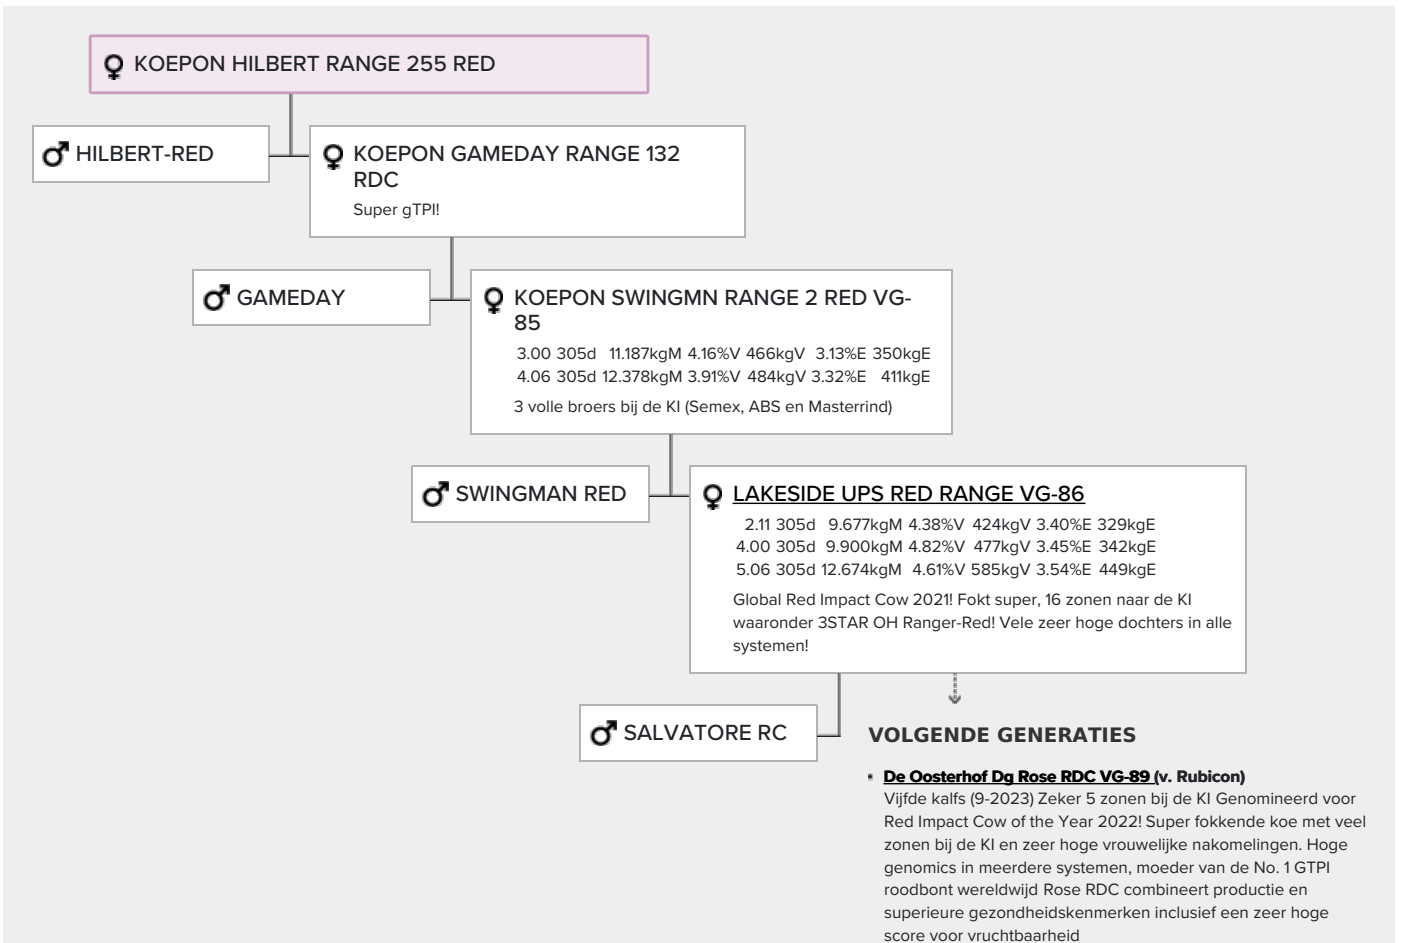 KOEPON HILBERT RANGE 255 RED
HILBERT-RED
KOEPON GAMEDAY RANGE 132
RDC
Super gTPI!
GAMEDAY
KOEPON SWINGMN RANGE 2 RED VG-
85
3.00 305d 11.187kgM 4.16%V 466kgV 3.13%E 350kgE
4.06 305d 12.378kgM 3.91%V 484kgV 3.32%E 411kgE
3 volle broers bij de KI (Semex, ABS en Masterrind)
SWINGMAN RED
LAKESIDE UPS RED RANGE VG-86
2.11 305d 9.677kgM 4.38%V 424kgV 3.40%E 329kgE
4.00 305d 9.900kgM 4.82%V 477kgV 3.45%E 342kgE
5.06 305d 12.674kgM 4.61%V 585kgV 3.54%E 449kgE
Global Red Impact Cow 2021! Fokt super, 16 zonen naar de KI
waaronder 3STAR OH Ranger-Red! Vele zeer hoge dochters in alle
systemen!
SALVATORE RC
VOLGENDE GENERATIES
De Oosterhof Dg Rose RDC VG-89 (v. Rubicon)
Vijfde kalfs (9-2023) Zeker 5 zonen bij de KI Genomineerd voor
Red Impact Cow of the Year 2022! Super fokkende koe met veel
zonen bij de KI en zeer hoge vrouwelijke nakomelingen. Hoge
genomics in meerdere systemen, moeder van de No. 1 GTPI
roodbont wereldwijd Rose RDC combineert productie en
superieure gezondheidskenmerken inclusief een zeer hoge
score voor vruchtbaarheid